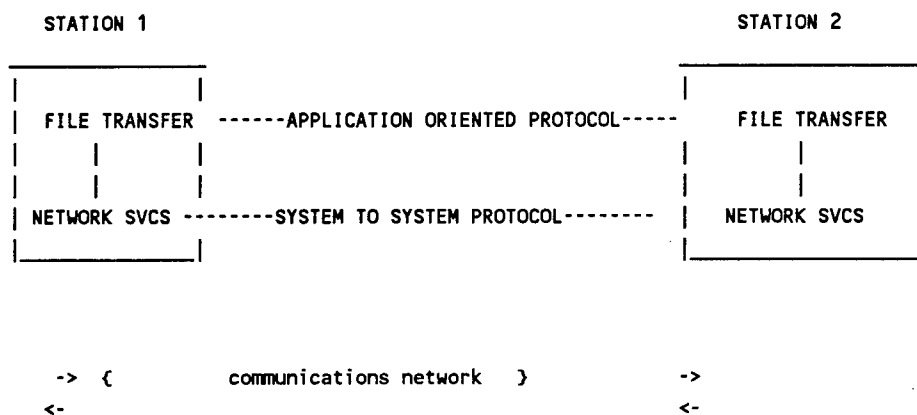 STATION 1 STATION 2
FILE TRANSFER ------APPLICATION ORIENTED PROTOCOL----- FILE TRANSFER
NETWORK SVCS --------SYSTEM TO SYSTEM PROTOCOL-------- NETWORK SVCS
-> { communications network } ->
<- <-